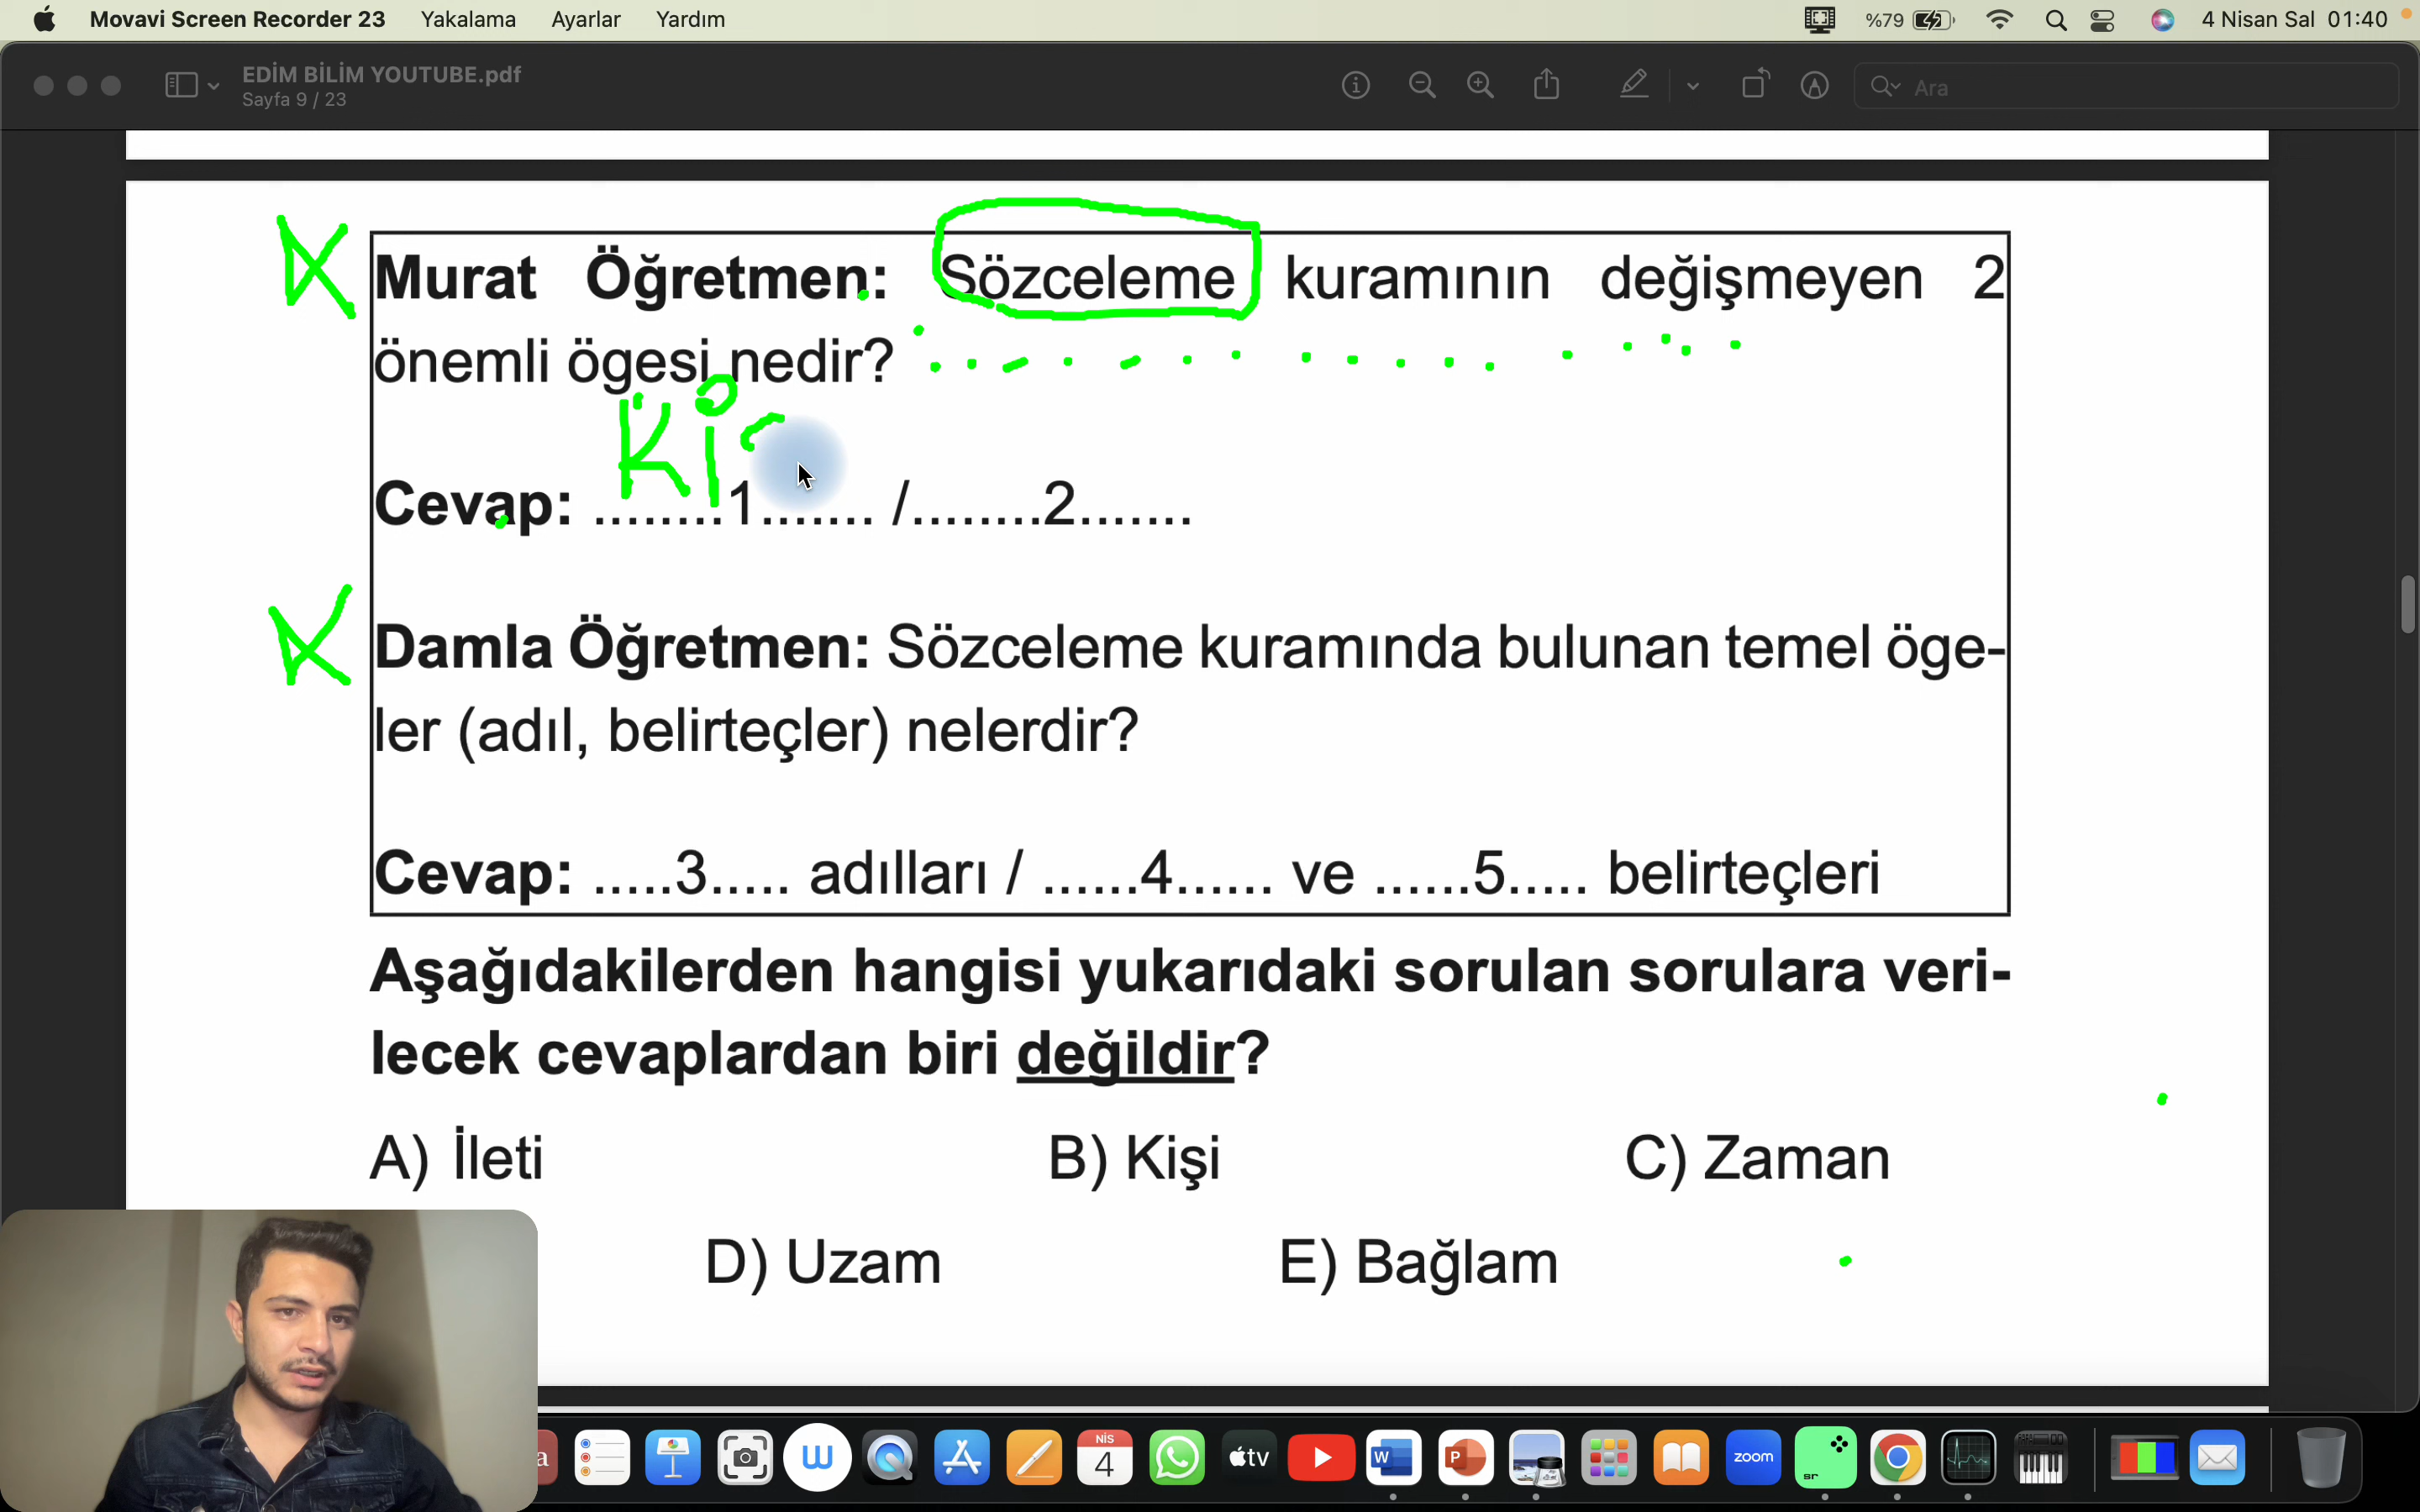 Movavi Screen Recorder 23 Yakalama Ayarlar Yardım %79 4 Nisan Sal 01:40
EDİM BİLİM YOUTUBE.pdf
Sayfa 9 / 23
Ara
Murat Öğretmen: Sözceleme kuramının değişmeyen 2
önemli ögesi nedir?
Ki
Cevap: ........1....... /........2.......
Damla Öğretmen: Sözceleme kuramında bulunan temel öge-
ler (adıl, belirteçler) nelerdir?
Cevap: .....3..... adılları / ......4...... ve ......5..... belirteçleri
Aşağıdakilerden hangisi yukarıdaki sorulan sorulara veri-
lecek cevaplardan biri değildir?
A) İleti B) Kişi C) Zaman
D) Uzam E) Bağlam
a W NİS 4 tv W P zoom sr